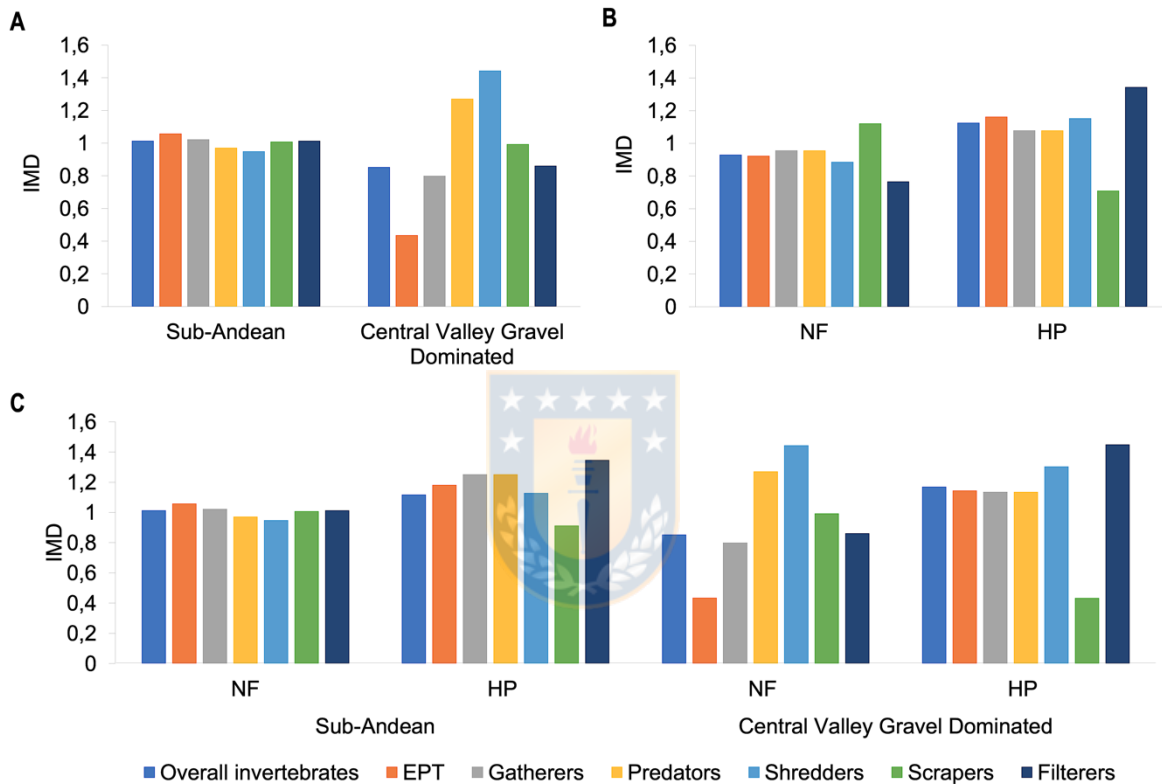 A
1,6
1,4
1,2
1
0,8
0,6
0,4
0,2
0
IMD
Sub-Andean
Central Valley Gravel
Dominated
B
1,6
1,4
1,2
1
0,8
0,6
0,4
0,2
0
IMD
NF
HP
C
1,6
1,4
1,2
1
0,8
0,6
0,4
0,2
0
IMD
NF
HP
NF
HP
Sub-Andean
Central Valley Gravel Dominated
Overall invertebrates EPT Gatherers Predators Shredders Scrapers Filterers